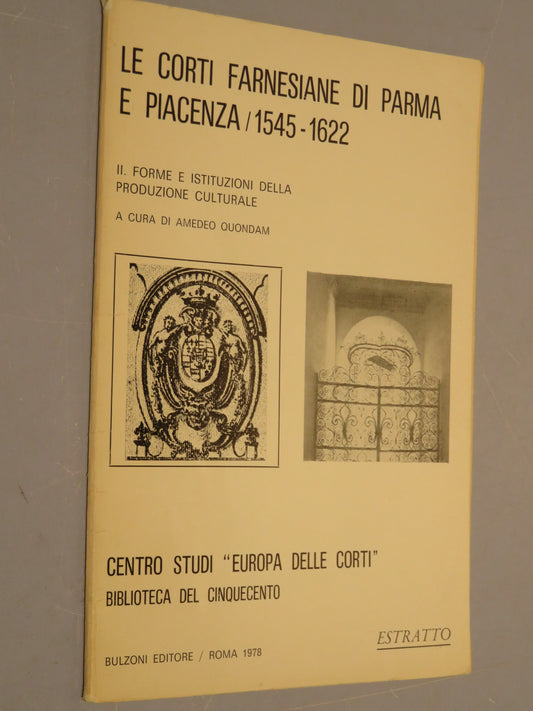 LE CORTI FARNESIANE DI PARMA
E PIACENZA / 1545-1622
II. FORME E ISTITUZIONI DELLA
PRODUZIONE CULTURALE
A CURA DI AMEDEO QUONDAM
CENTRO STUDI "EUROPA DELLE CORTI"
BIBLIOTECA DEL CINQUECENTO
ESTRATTO
BULZONI EDITORE / ROMA 1978